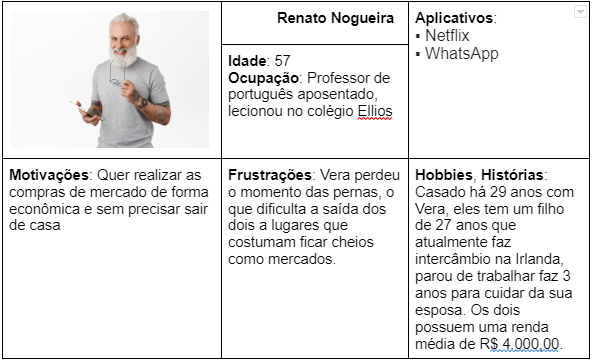 Renato Nogueira
Idade: 57
Ocupação: Professor de
português aposentado,
lecionou no colégio Ellios
Aplicativos:
▪ Netflix
▪ WhatsApp
Motivações: Quer realizar as
compras de mercado de forma
econômica e sem precisar sair
de casa
Frustrações: Vera perdeu
o momento das pernas, o
que dificulta a saída dos
dois a lugares que
costumam ficar cheios
como mercados.
Hobbies, Histórias:
Casado há 29 anos com
Vera, eles tem um filho
de 27 anos que
atualmente faz
intercâmbio na Irlanda,
parou de trabalhar faz 3
anos para cuidar da sua
esposa. Os dois
possuem uma renda
média de R$ 4.000,00.